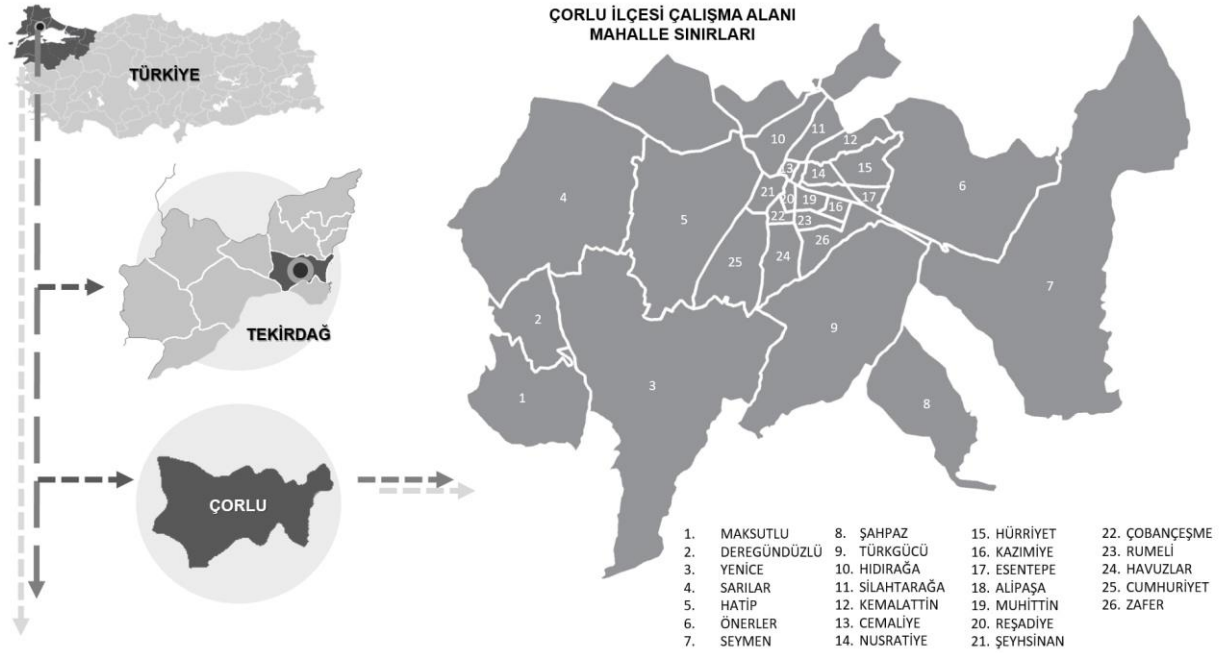 ÇORLU İLÇESİ ÇALIŞMA ALANI
MAHALLE SINIRLARI
TÜRKİYE
TEKİRDAĞ
ÇORLU
10
11
12
13
14
15
4
5
6
21
20
19
16
17
22
23
26
25
24
7
2
9
3
1
8
1. MAKSUTLU
2. DEREGÜNDÜZLÜ
3. YENİCE
4. SARILAR
5. HATİP
6. ÖNERLER
7. SEYMEN
8. ŞAHPAZ
9. TÜRKGÜCÜ
10. HIDIRAĞA
11. SİLAHTARAĞA
12. KEMALATTİN
13. CEMALİYE
14. NUSRATİYE
15. HÜRRİYET
16. KAZIMİYE
17. ESENTEPE
18. ALİPAŞA
19. MUHİTTİN
20. REŞADİYE
21. ŞEYHSİNAN
22. ÇOBANÇEŞME
23. RUMELİ
24. HAVUZLAR
25. CUMHURİYET
26. ZAFER